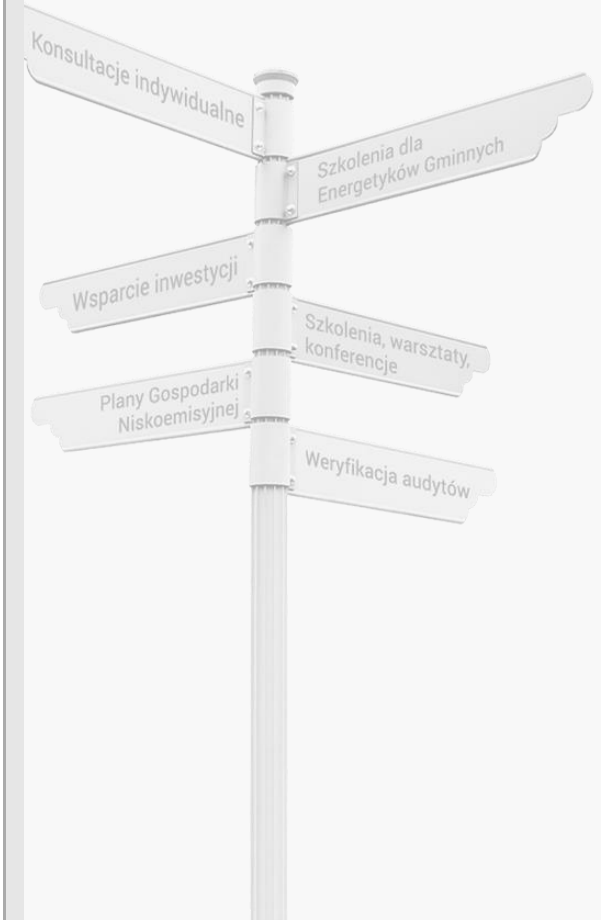 Konsultacje indywidualne
Szkolenia dla
Energetyków Gminnych
Wsparcie inwestycji
Szkolenia, warsztaty,
konferencje
Plany Gospodarki
Niskoemisyjnej
Weryfikacja audytów